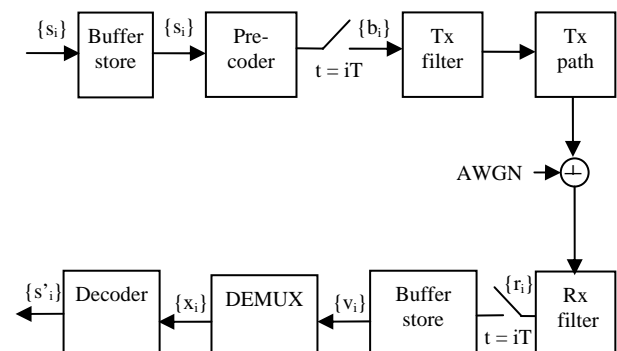 {sᵢ}
Buffer
store
{sᵢ}
Pre-
coder
t = iT
{bᵢ}
Tx
filter
Tx
path
AWGN
{s'ᵢ}
Decoder
{xᵢ}
DEMUX
{vᵢ}
Buffer
store
t = iT
{rᵢ}
Rx
filter